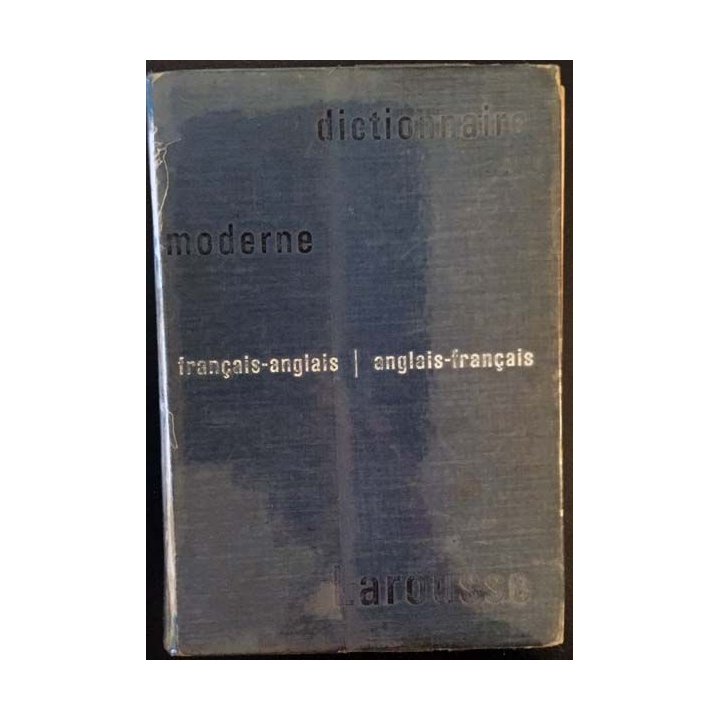 dictionnaire
moderne
français-anglais | anglais-français
Larousse